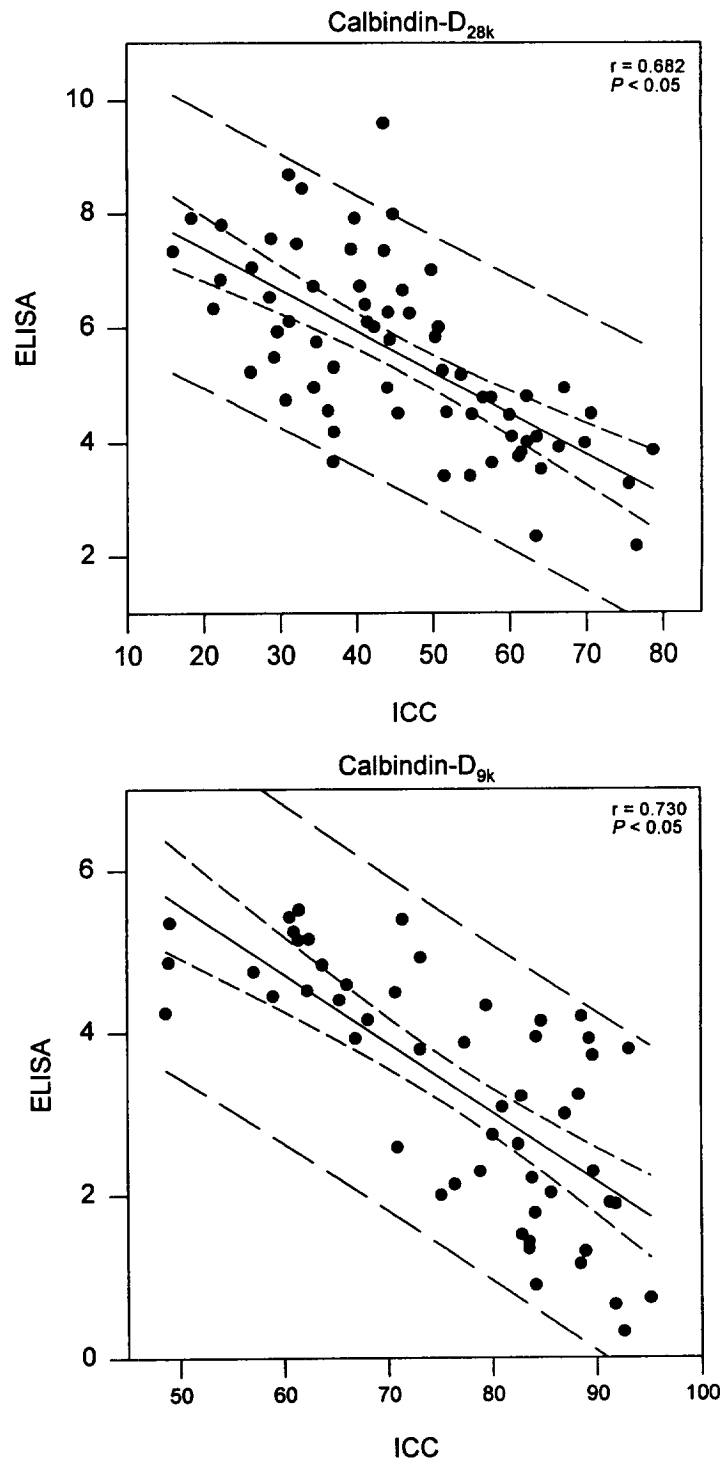 Calbindin-D28k
r = 0.682
P < 0.05
10
8
6
4
2
ELISA
10 20 30 40 50 60 70 80
ICC
Calbindin-D9k
r = 0.730
P < 0.05
6
4
2
0
ELISA
50 60 70 80 90 100
ICC